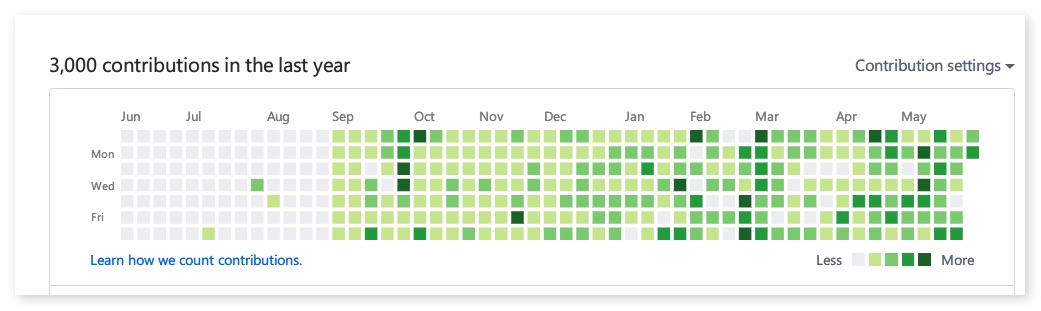 3,000 contributions in the last year
Contribution settings
Jun Jul Aug Sep Oct Nov Dec Jan Feb Mar Apr May
Mon
Wed
Fri
Learn how we count contributions.
Less More